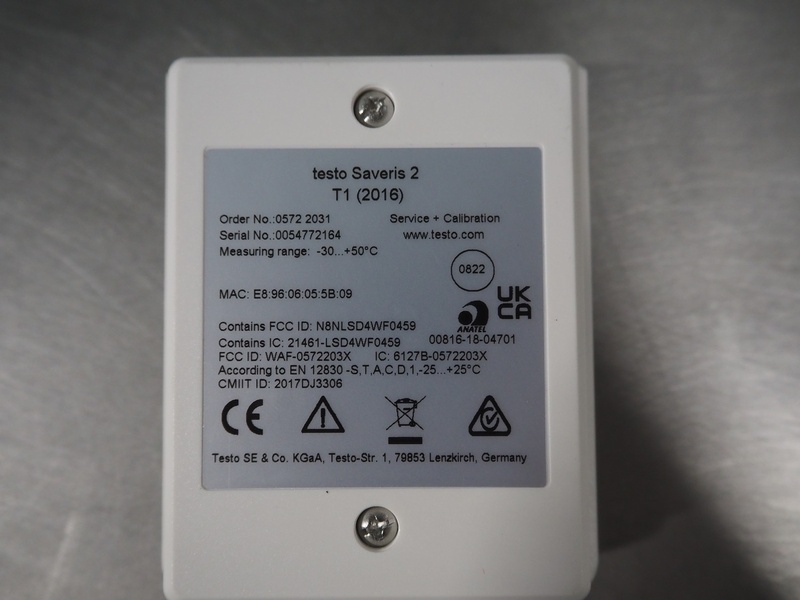 testo Saveris 2
T1 (2016)
Order No.:0572 2031 Service + Calibration
Serial No.:0054772164 www.testo.com
Measuring range: -30...+50°C
0822
MAC: E8:96:06:05:5B:09
UK
CA
ANATEL
Contains FCC ID: N8NLSD4WF0459
Contains IC: 21461-LSD4WF0459 00816-18-04701
FCC ID: WAF-0572203X IC: 6127B-0572203X
According to EN 12830 -S,T,A,C,D,1,-25...+25°C
CMIIT ID: 2017DJ3306
CE
Testo SE & Co. KGaA, Testo-Str. 1, 79853 Lenzkirch, Germany